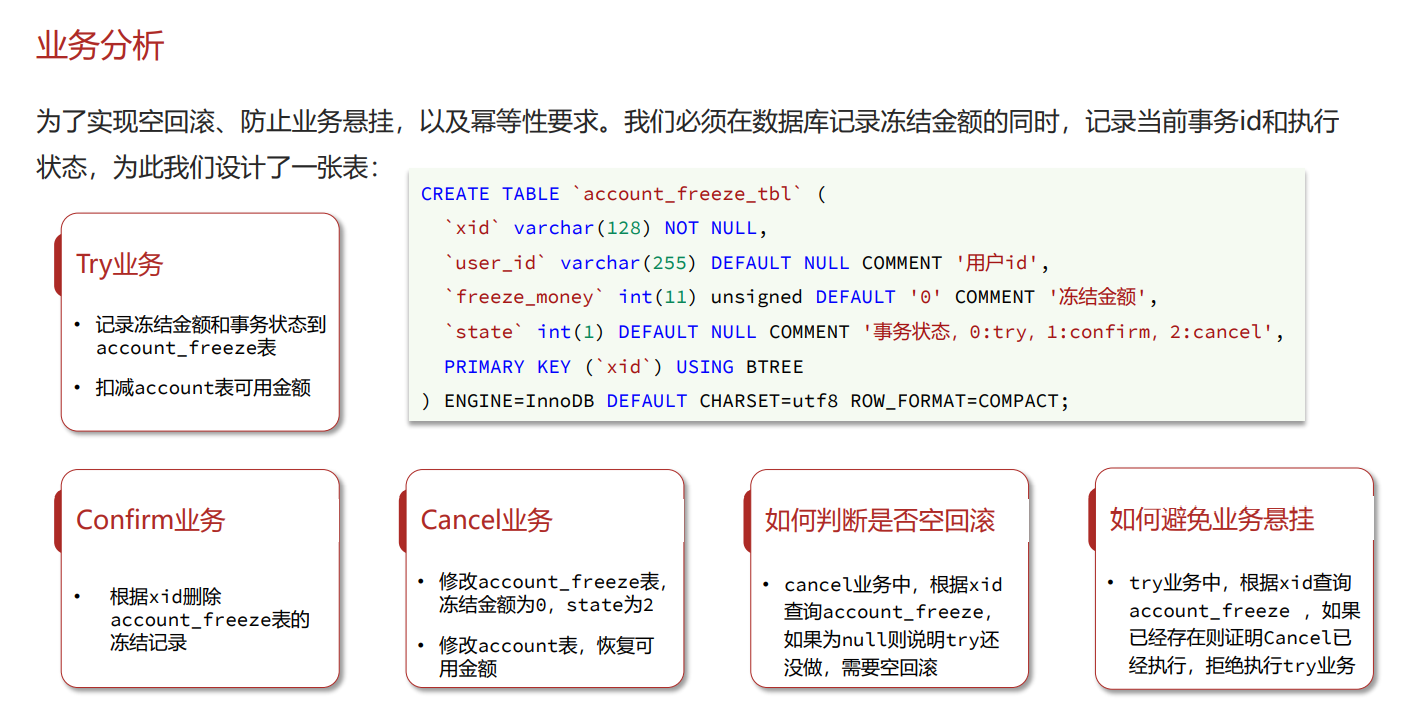 业务分析
为了实现空回滚、防止业务悬挂，以及幂等性要求。我们必须在数据库记录冻结金额的同时，记录当前事务id和执行
状态，为此我们设计了一张表：
CREATE TABLE `account_freeze_tbl` (
`xid` varchar(128) NOT NULL,
`user_id` varchar(255) DEFAULT NULL COMMENT '用户id',
`freeze_money` int(11) unsigned DEFAULT '0' COMMENT '冻结金额',
`state` int(1) DEFAULT NULL COMMENT '事务状态，0:try，1:confirm，2:cancel',
PRIMARY KEY (`xid`) USING BTREE
) ENGINE=InnoDB DEFAULT CHARSET=utf8 ROW_FORMAT=COMPACT;
Try业务
• 记录冻结金额和事务状态到
account_freeze表
• 扣减account表可用金额
Confirm业务
• 根据xid删除
account_freeze表的
冻结记录
Cancel业务
• 修改account_freeze表，
冻结金额为0，state为2
• 修改account表，恢复可
用金额
如何判断是否空回滚
• cancel业务中，根据xid
查询account_freeze，
如果为null则说明try还
没做，需要空回滚
如何避免业务悬挂
• try业务中，根据xid查询
account_freeze ，如果
已经存在则证明Cancel已
经执行，拒绝执行try业务